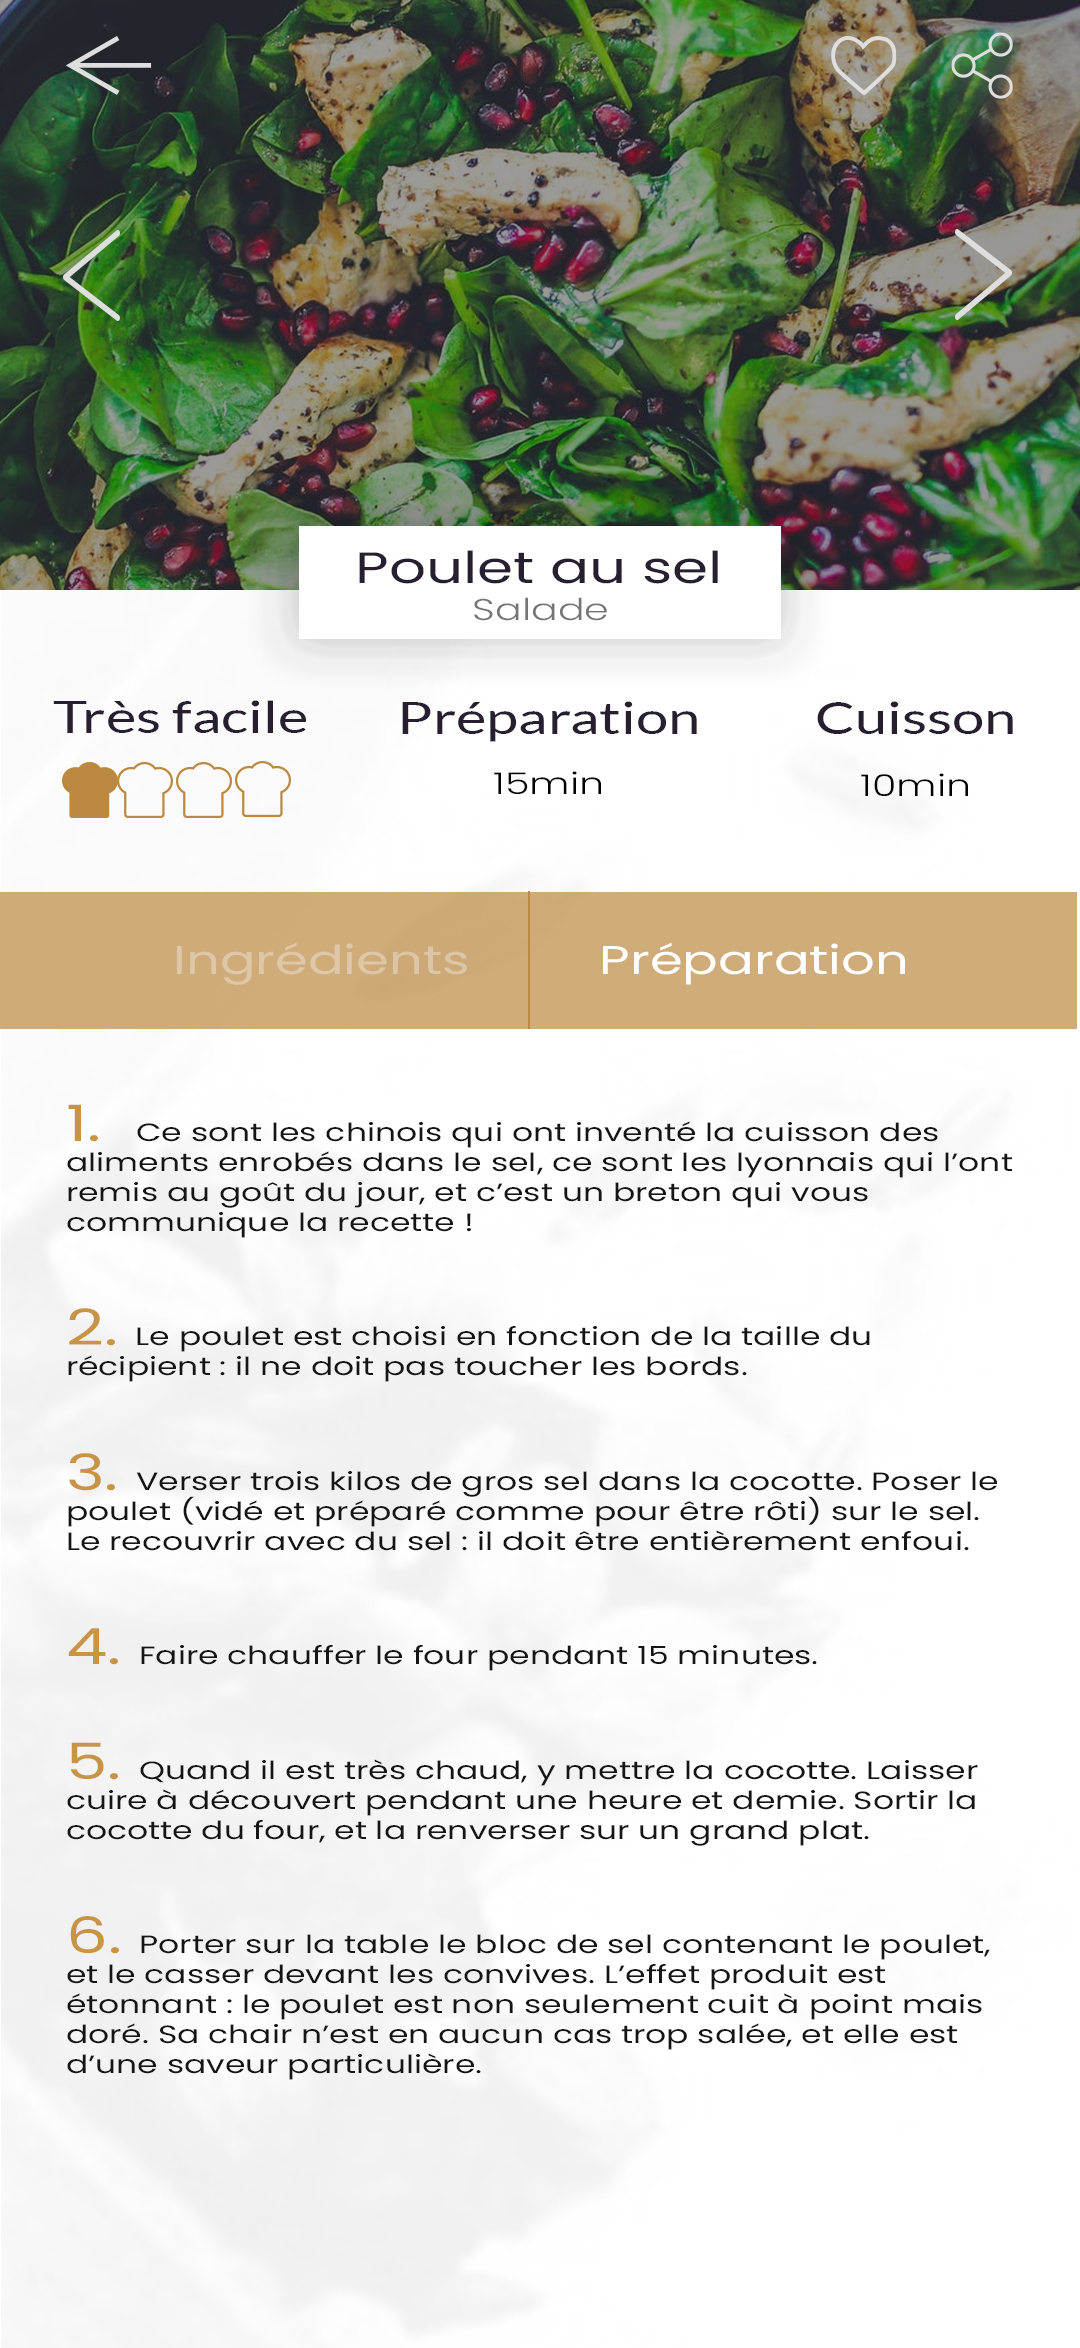 Poulet au sel
Salade
Très facile
Préparation
Cuisson
15min
10min
Ingrédients
Préparation
1. Ce sont les chinois qui ont inventé la cuisson des
aliments enrobés dans le sel, ce sont les lyonnais qui l’ont
remis au goût du jour, et c’est un breton qui vous
communique la recette !
2. Le poulet est choisi en fonction de la taille du
récipient : il ne doit pas toucher les bords.
3. Verser trois kilos de gros sel dans la cocotte. Poser le
poulet (vidé et préparé comme pour être rôti) sur le sel.
Le recouvrir avec du sel : il doit être entièrement enfoui.
4. Faire chauffer le four pendant 15 minutes.
5. Quand il est très chaud, y mettre la cocotte. Laisser
cuire à découvert pendant une heure et demie. Sortir la
cocotte du four, et la renverser sur un grand plat.
6. Porter sur la table le bloc de sel contenant le poulet,
et le casser devant les convives. L’effet produit est
étonnant : le poulet est non seulement cuit à point mais
doré. Sa chair n’est en aucun cas trop salée, et elle est
d’une saveur particulière.